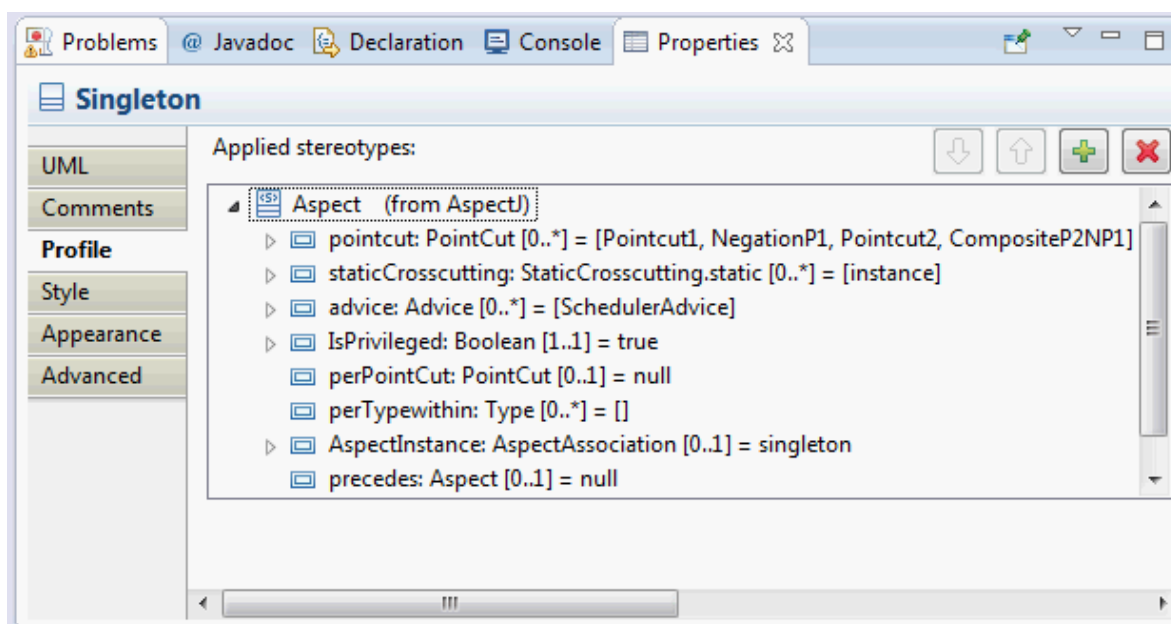 Problems @ Javadoc Declaration Console Properties
Singleton
Applied stereotypes:
UML
Comments
Profile
Style
Appearance
Advanced
<S> Aspect (from AspectJ)
pointcut: PointCut [0..*] = [Pointcut1, NegationP1, Pointcut2, CompositeP2NP1]
staticCrosscutting: StaticCrosscutting.static [0..*] = [instance]
advice: Advice [0..*] = [SchedulerAdvice]
IsPrivileged: Boolean [1..1] = true
perPointCut: PointCut [0..1] = null
perTypewithin: Type [0..*] = []
AspectInstance: AspectAssociation [0..1] = singleton
precedes: Aspect [0..1] = null